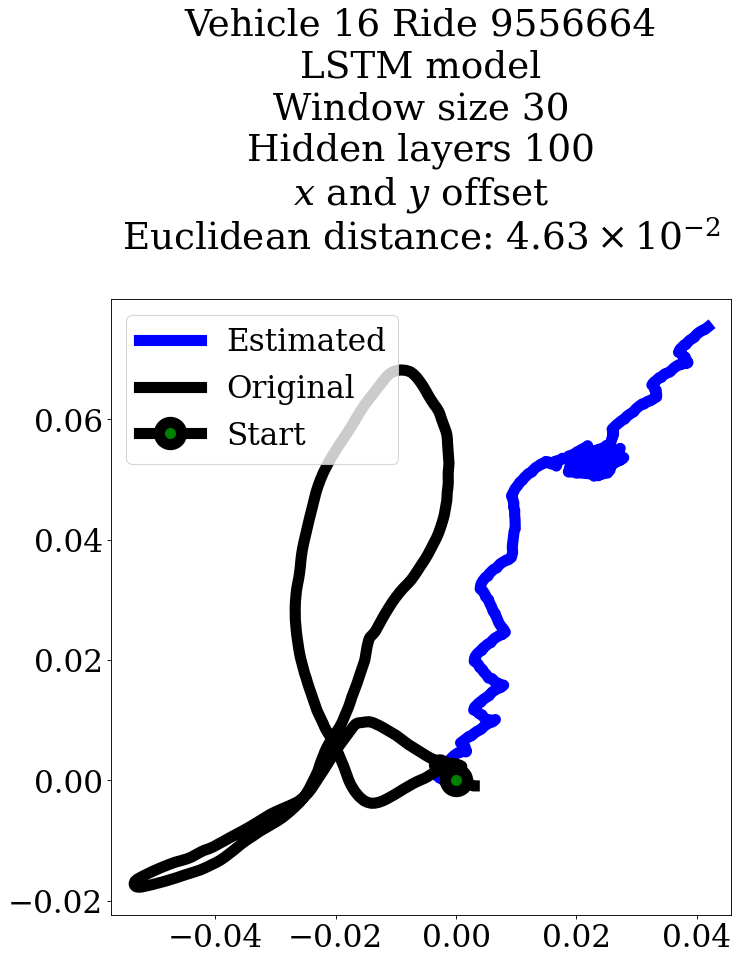 Vehicle 16 Ride 9556664
LSTM model
Window size 30
Hidden layers 100
x and y offset
Euclidean distance: 4.63 × 10⁻²
Estimated
Original
Start
0.06
0.04
0.02
0.00
−0.02
−0.04 −0.02 0.00 0.02 0.04